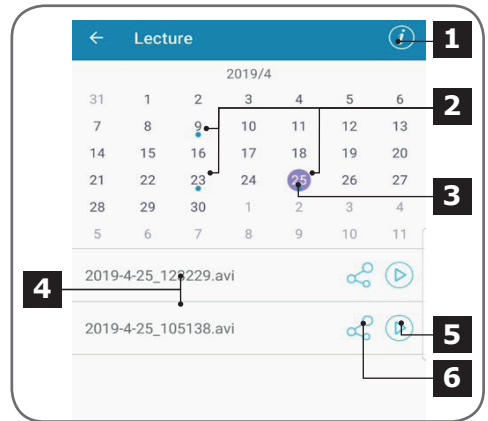 ← Lecture i 1
2019/4
31 1 2 3 4 5 6
2
7 8 9 10 11 12 13
14 15 16 17 18 19 20
21 22 23 24 25 26 27
3
28 29 30 1 2 3 4
5 6 7 8 9 10 11
2019-4-25_123229.avi
4
2019-4-25_105138.avi
5
6